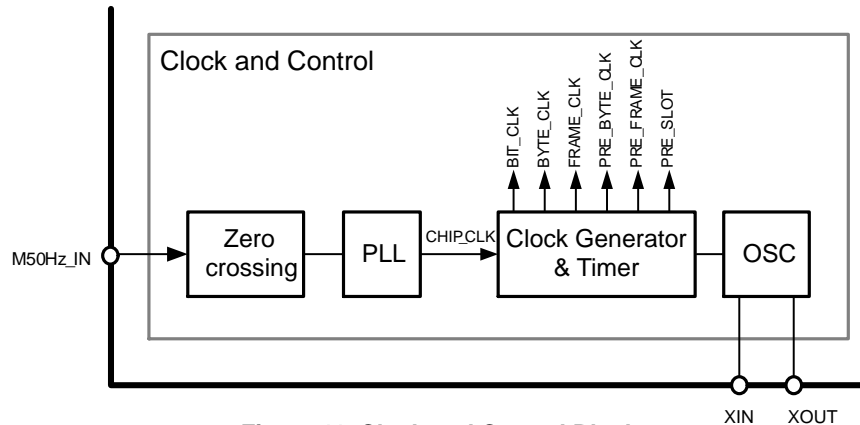 Clock and Control
BIT_CLK
BYTE_CLK
FRAME_CLK
PRE_BYTE_CLK
PRE_FRAME_CLK
PRE_SLOT
M50Hz_IN
Zero
crossing
PLL
CHIP_CLK
Clock Generator
& Timer
OSC
XIN
XOUT